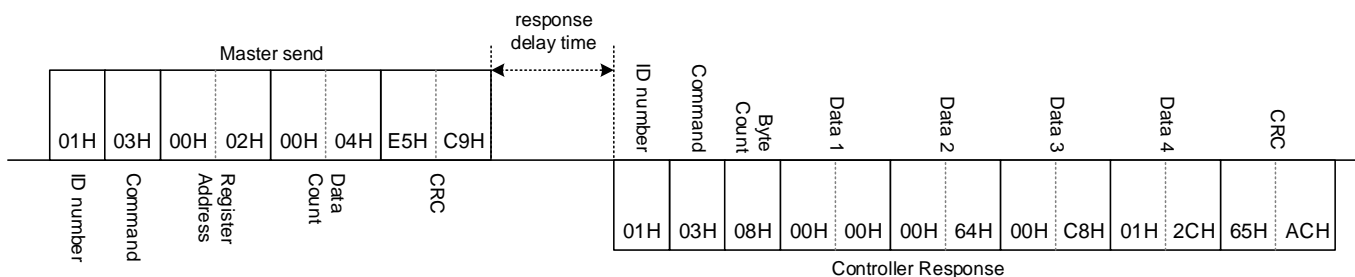 response
delay time
Master send
01H 03H 00H 02H 00H 04H E5H C9H
ID number
Command
Register
Address
Data
Count
CRC
ID number
Command
Byte
Count
Data 1
Data 2
Data 3
Data 4
CRC
01H 03H 08H 00H 00H 00H 64H 00H C8H 01H 2CH 65H ACH
Controller Response